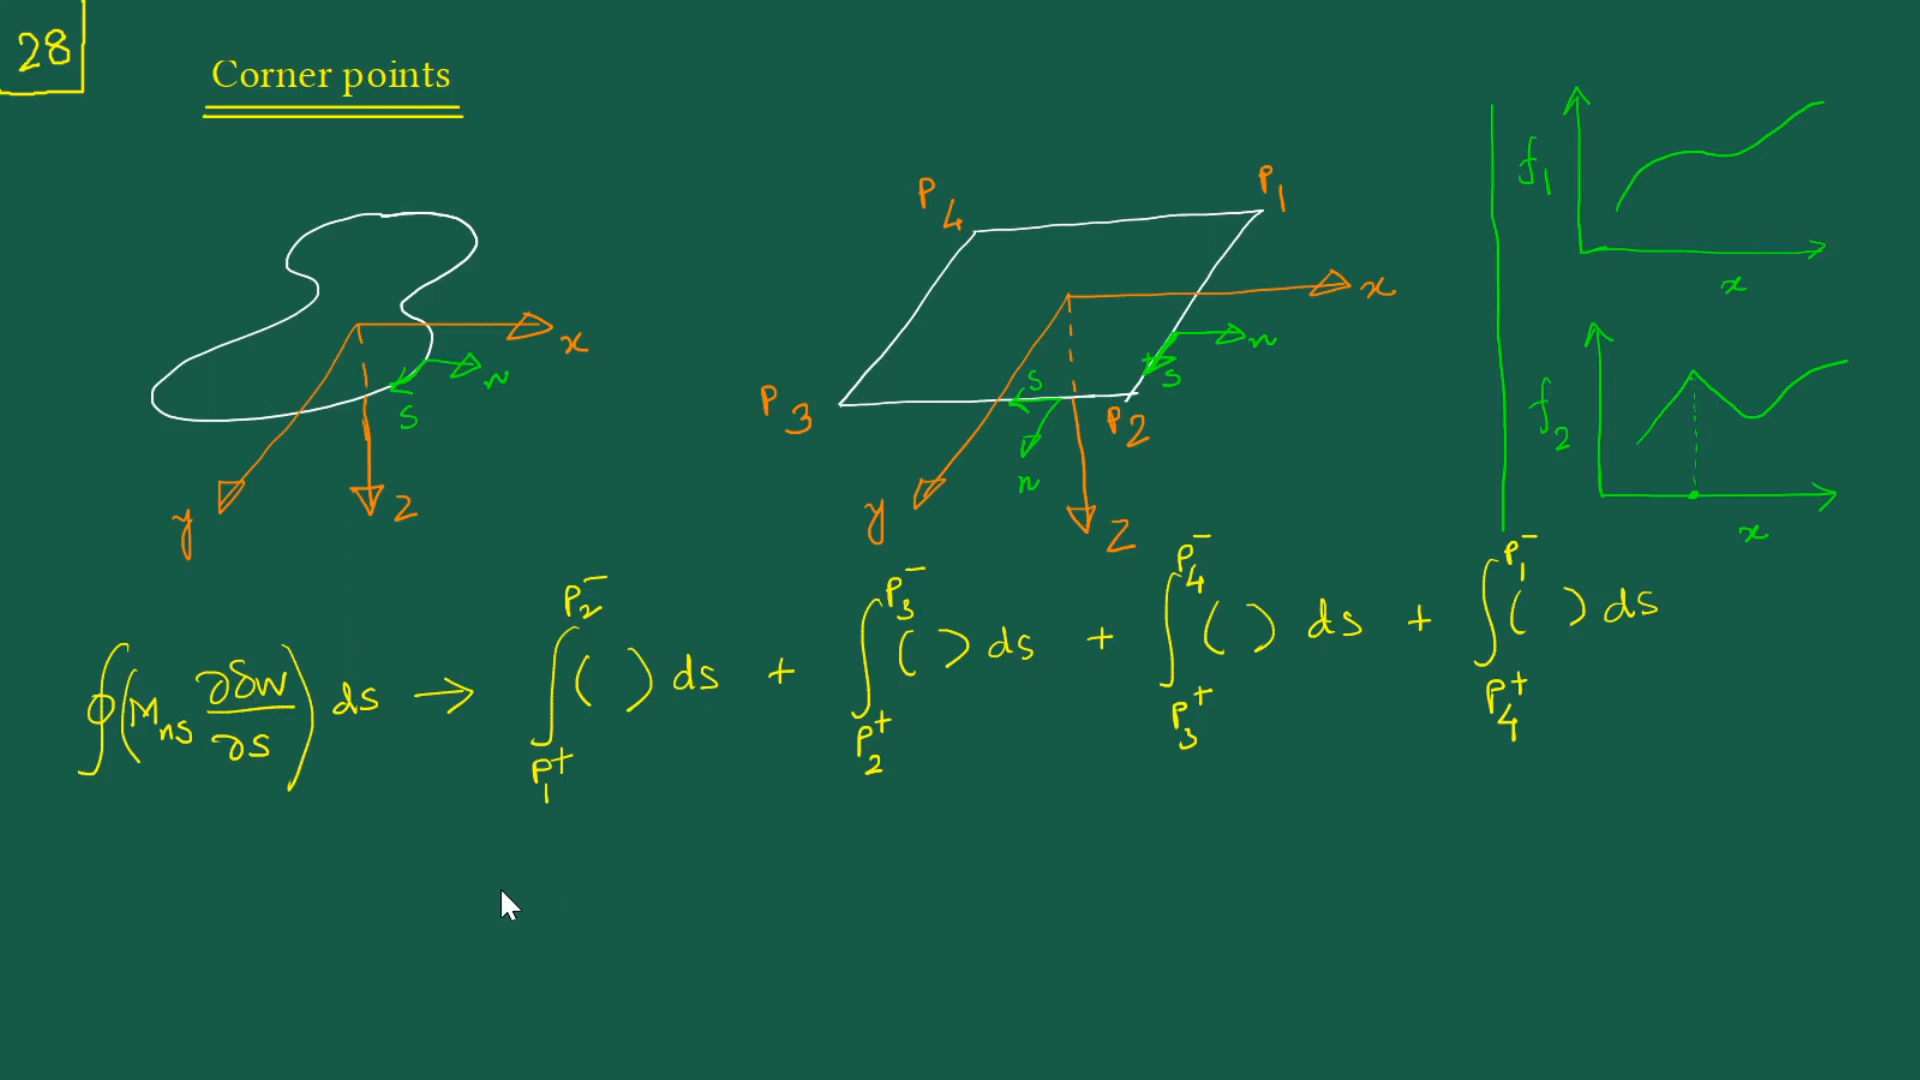 28
Corner points
P4 P1
x n s y z
P3 P2
x n s s n y z
f1 x
f2 x
∮(Mns ∂δw/∂s) ds → ∫_{P1+}^{P2-} ( ) ds + ∫_{P2+}^{P3-} ( ) ds + ∫_{P3+}^{P4-} ( ) ds + ∫_{P4+}^{P1-} ( ) ds